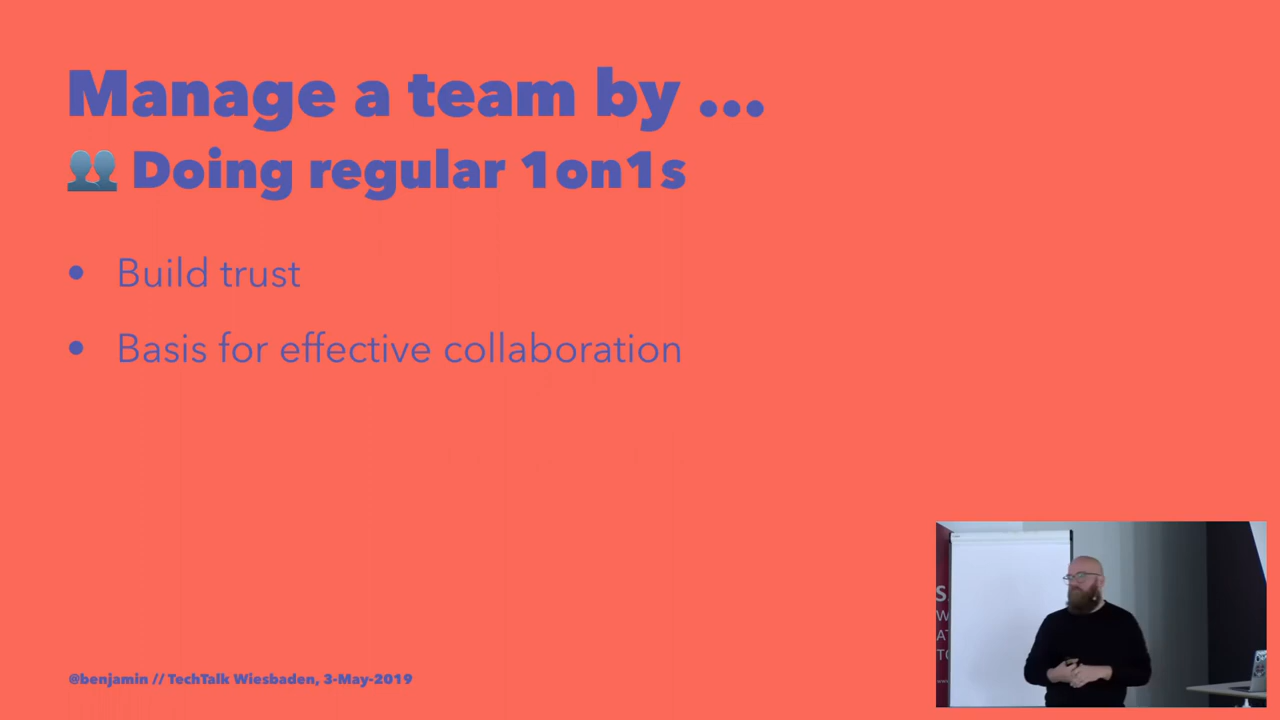 Manage a team by ...
👥 Doing regular 1on1s
• Build trust
• Basis for effective collaboration
@benjamin // TechTalk Wiesbaden, 3-May-2019